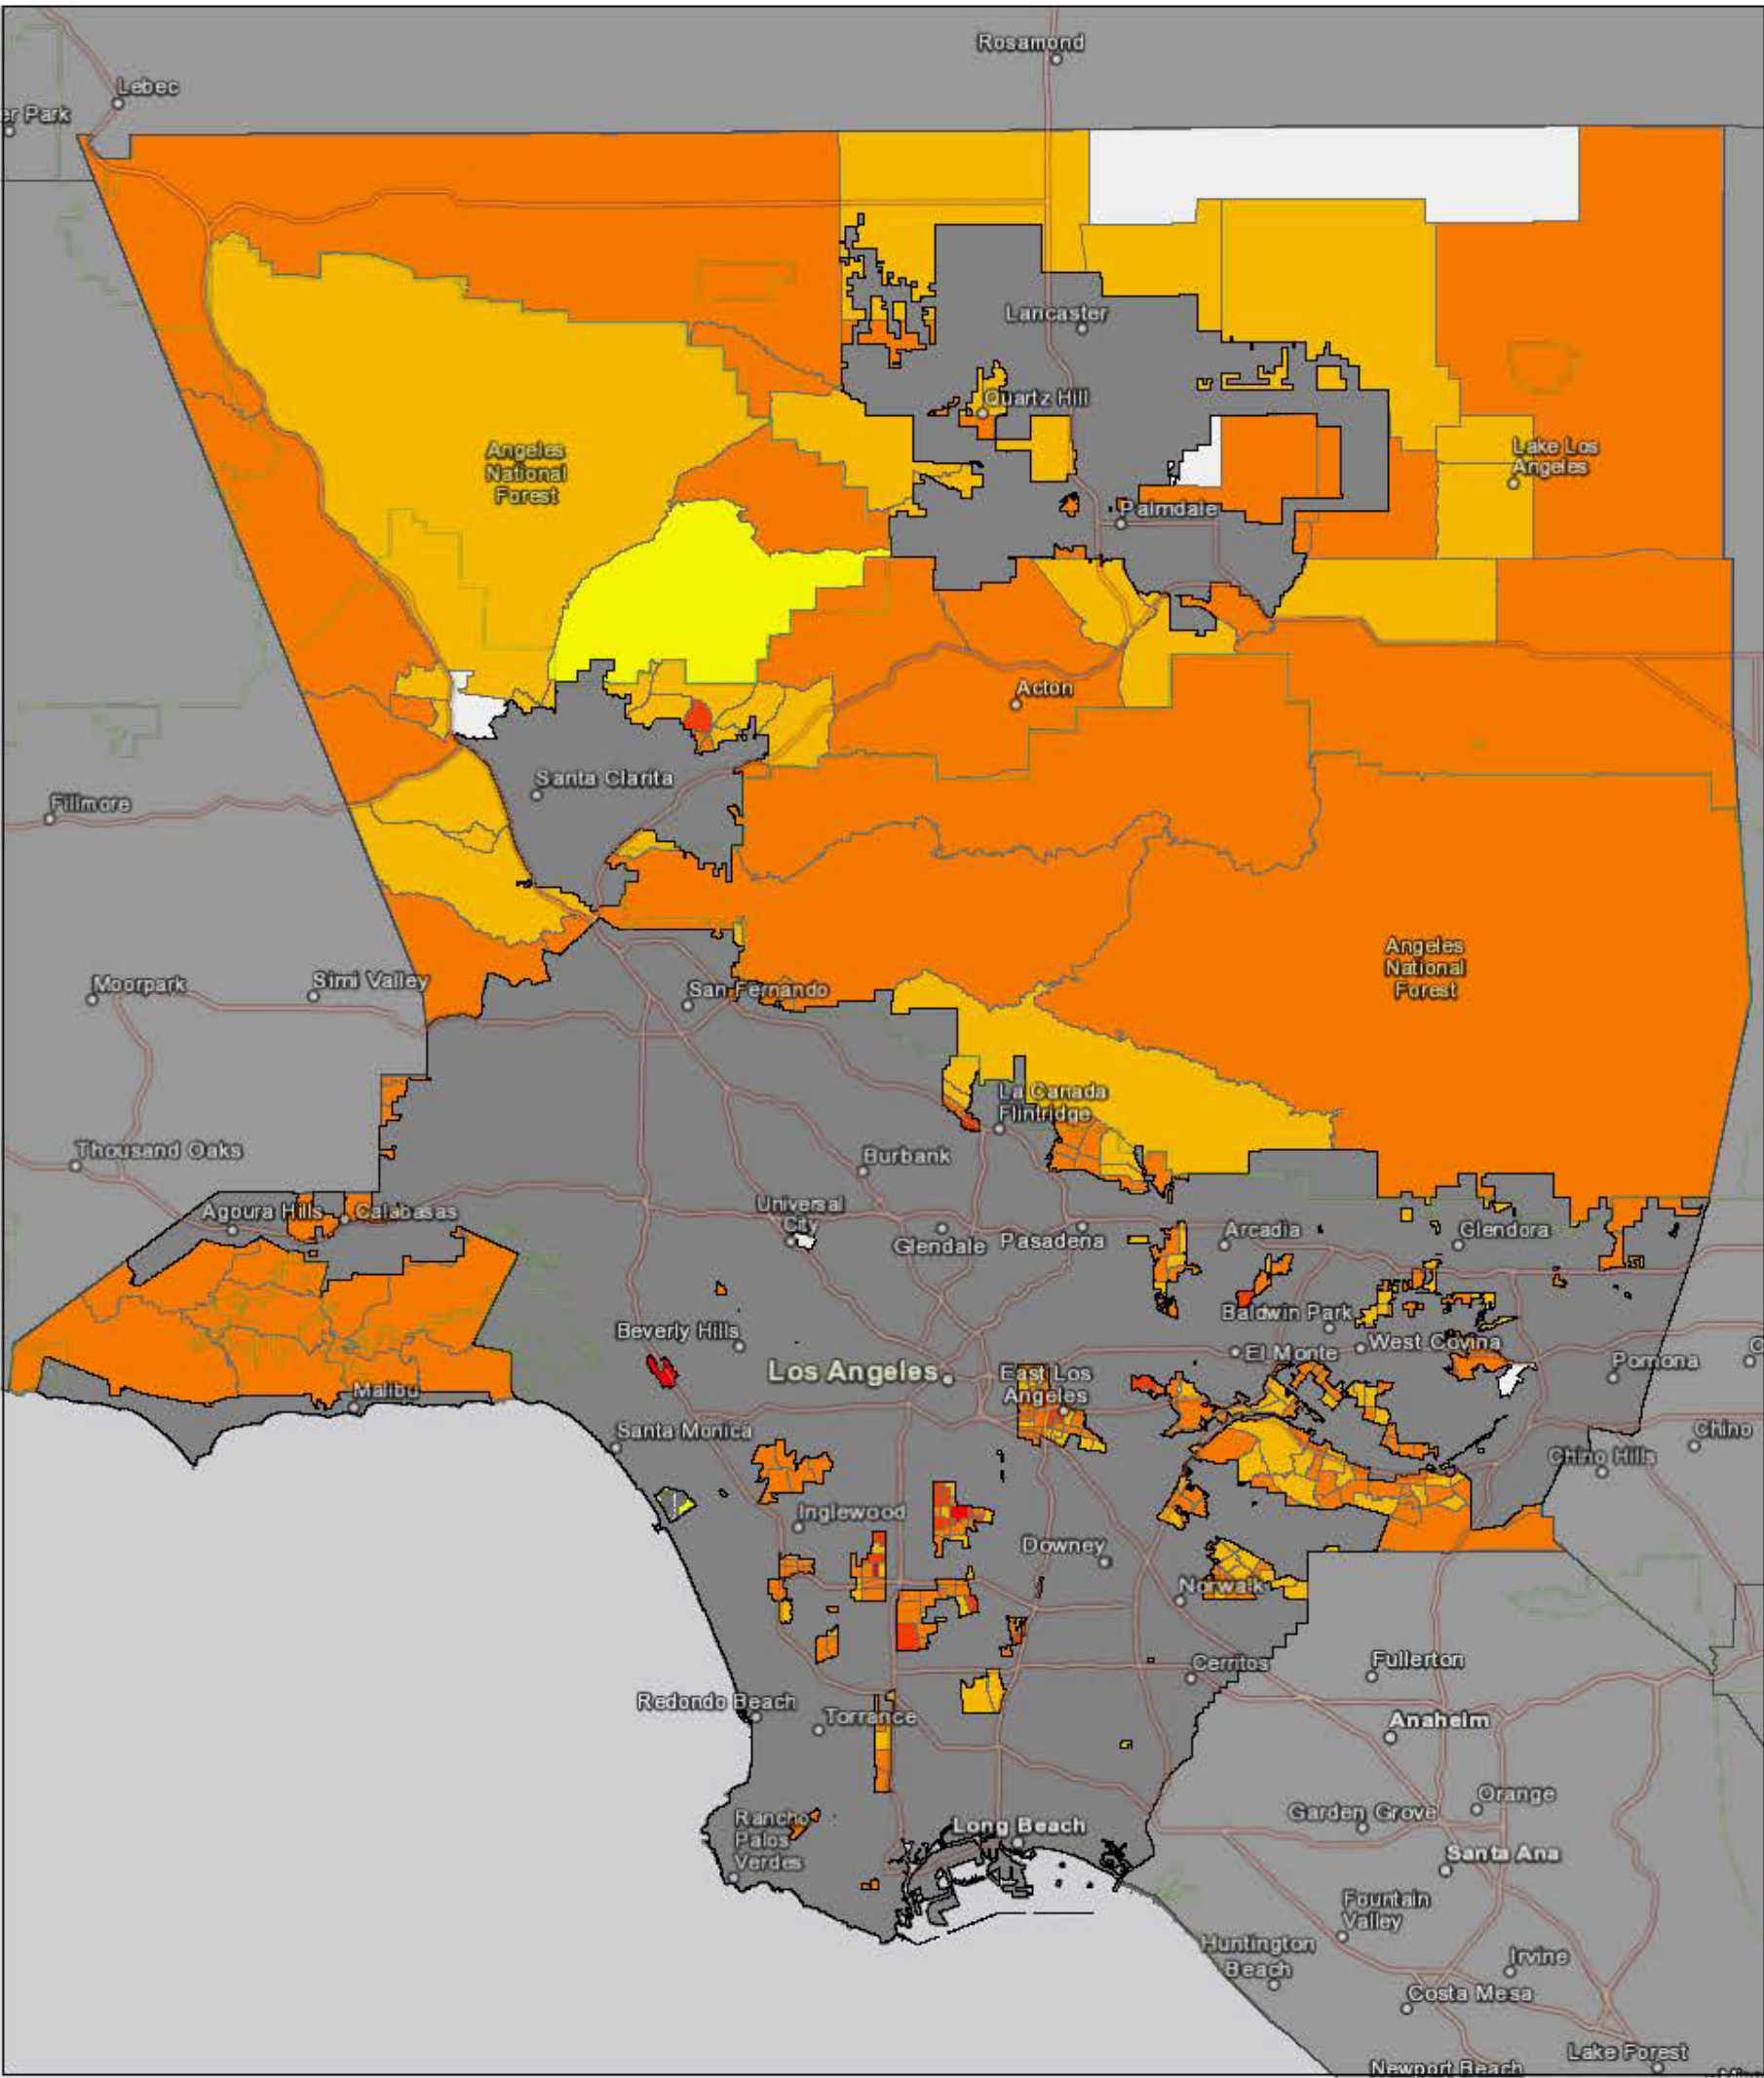 Rosamond
Lebec
er Park
Lancaster
Quartz Hill
Angeles
National
Forest
Lake Los
Angeles
Palmdale
Acton
Santa Clarita
Fillmore
Angeles
National
Forest
Moorpark
Simi Valley
San Fernando
La Canada
Flintridge
Thousand Oaks
Burbank
Agoura Hills
Calabasas
Universal
City
Glendale
Pasadena
Arcadia
Glendora
Baldwin Park
Beverly Hills
El Monte
West Covina
Pomona
Los Angeles
East Los
Angeles
Malibu
Santa Monica
Chino
Chino Hills
Inglewood
Downey
Norwalk
Cerritos
Fullerton
Redondo Beach
Torrance
Anaheim
Orange
Garden Grove
Rancho
Palos
Verdes
Long Beach
Santa Ana
Fountain
Valley
Huntington
Beach
Irvine
Costa Mesa
Lake Forest
Newport Beach